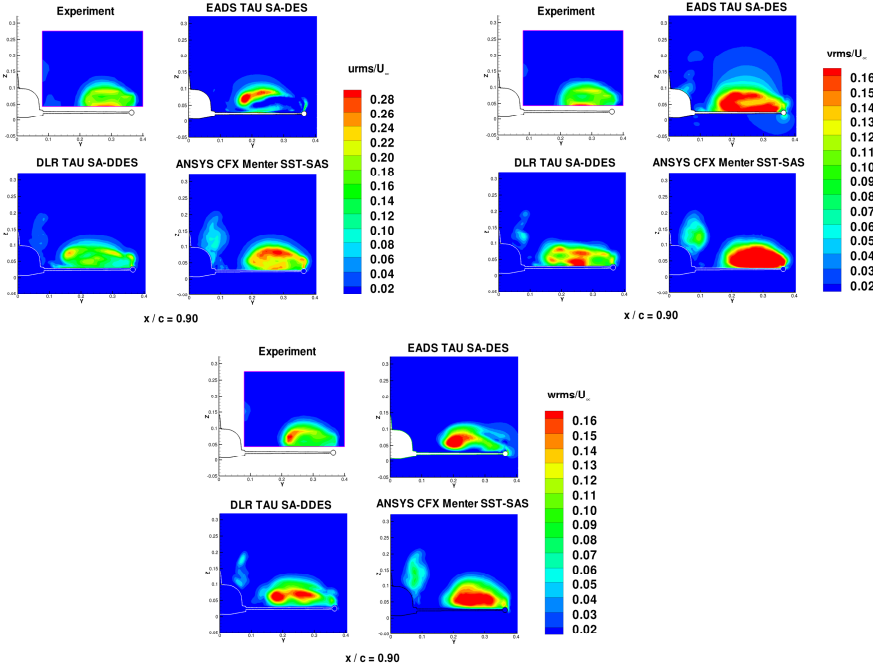 Experiment
EADS TAU SA-DES
urms/U∞
0.28
0.26
0.24
0.22
0.20
0.18
0.16
0.14
0.12
0.10
0.08
0.06
0.04
0.02
DLR TAU SA-DDES
ANSYS CFX Menter SST-SAS
x / c = 0.90
Experiment
EADS TAU SA-DES
vrms/U∞
0.16
0.15
0.14
0.13
0.12
0.11
0.10
0.09
0.08
0.07
0.06
0.05
0.04
0.03
0.02
DLR TAU SA-DDES
ANSYS CFX Menter SST-SAS
x / c = 0.90
Experiment
EADS TAU SA-DES
wrms/U∞
0.16
0.15
0.14
0.13
0.12
0.11
0.10
0.09
0.08
0.07
0.06
0.05
0.04
0.03
0.02
DLR TAU SA-DDES
ANSYS CFX Menter SST-SAS
x / c = 0.90